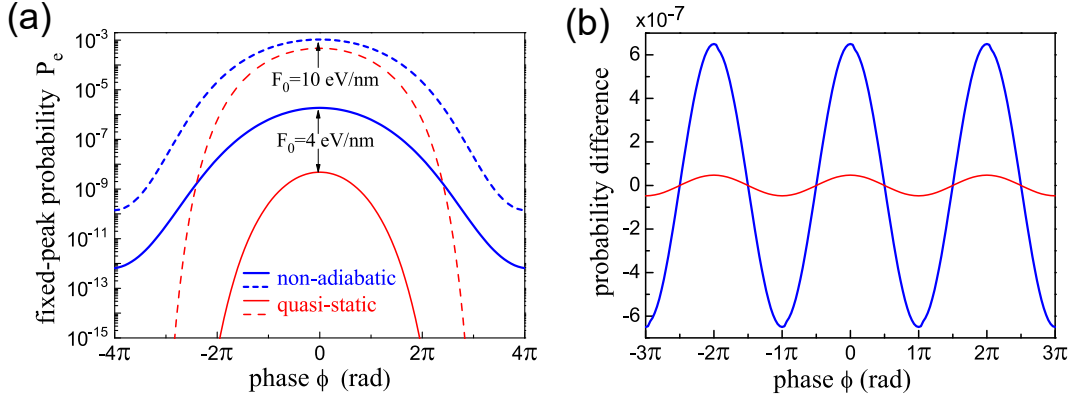 (a)
fixed-peak probability P_e
10^-3
10^-5
10^-7
10^-9
10^-11
10^-13
10^-15
F_0=10 eV/nm
F_0=4 eV/nm
non-adiabatic
quasi-static
-4π -2π 0 2π 4π
phase ϕ (rad)
(b)
×10^-7
probability difference
6
4
2
0
-2
-4
-6
-3π -2π -1π 0 1π 2π 3π
phase ϕ (rad)